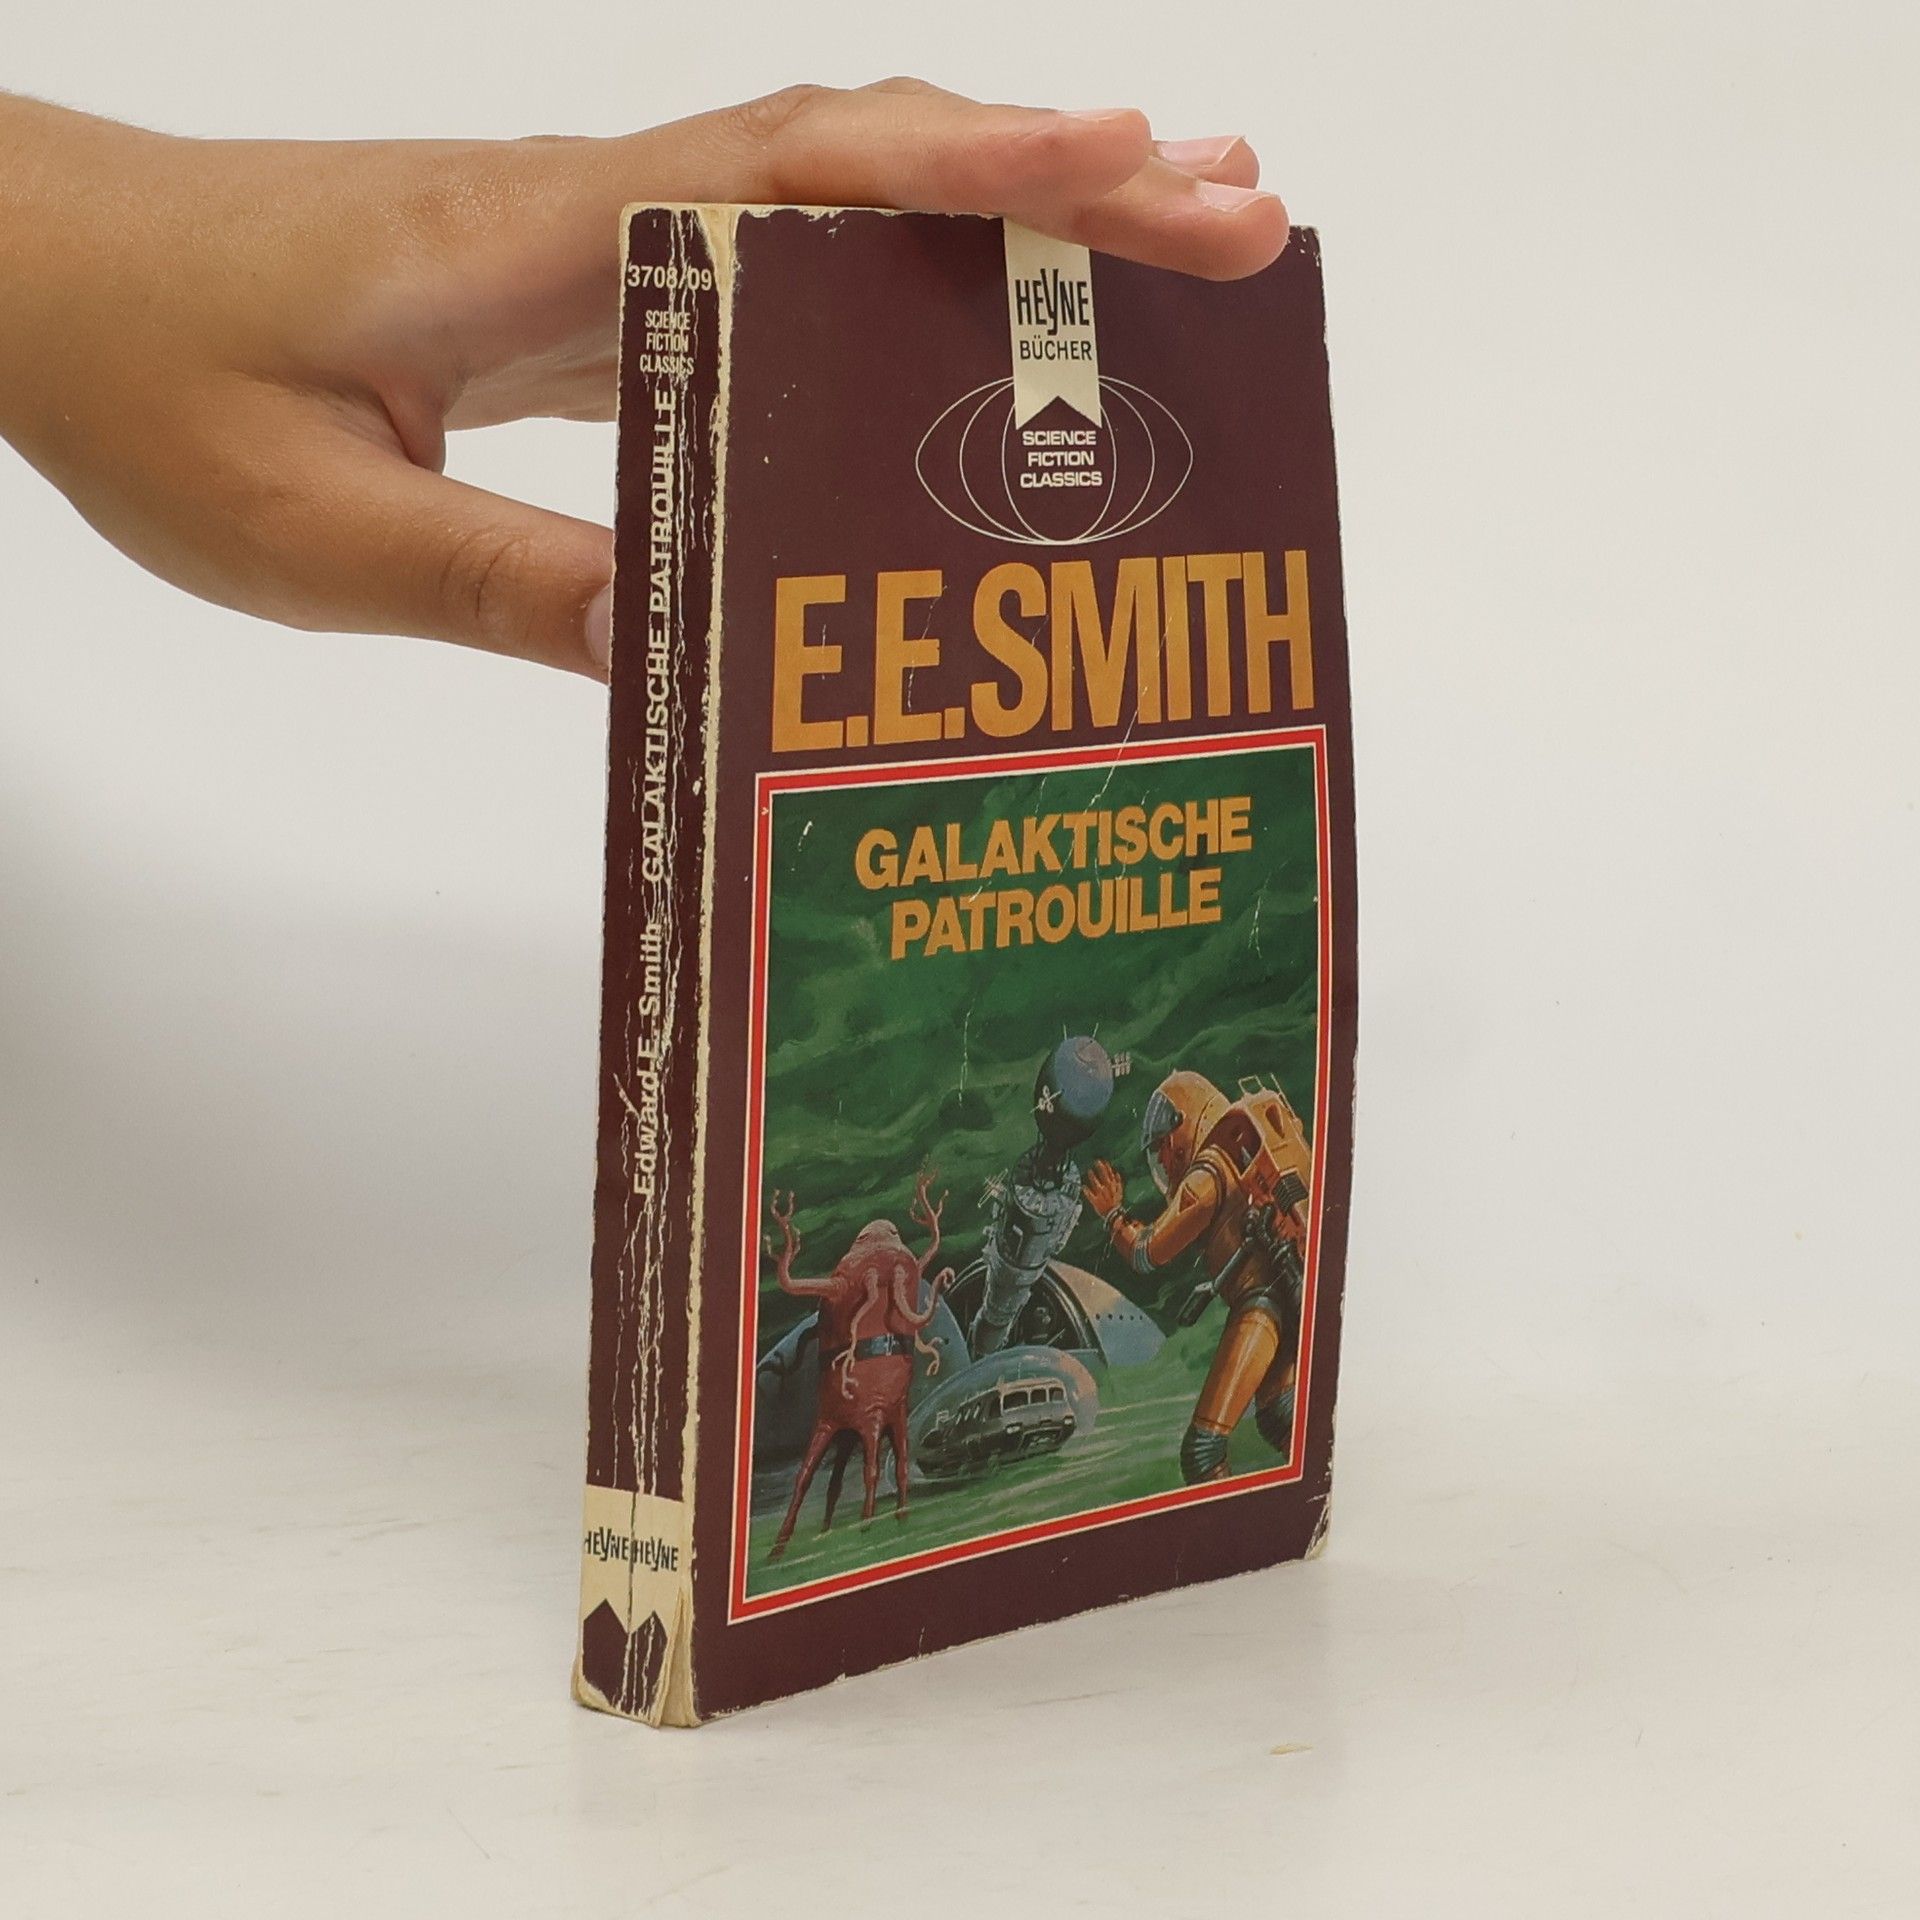 3708/09
SCIENCE
FICTION
CLASSICS
Edward E. Smith GALAKTISCHE PATROUILLE
HEYNE HEYNE
HEYNE
BÜCHER
SCIENCE
FICTION
CLASSICS
E.E.SMITH
GALAKTISCHE
PATROUILLE